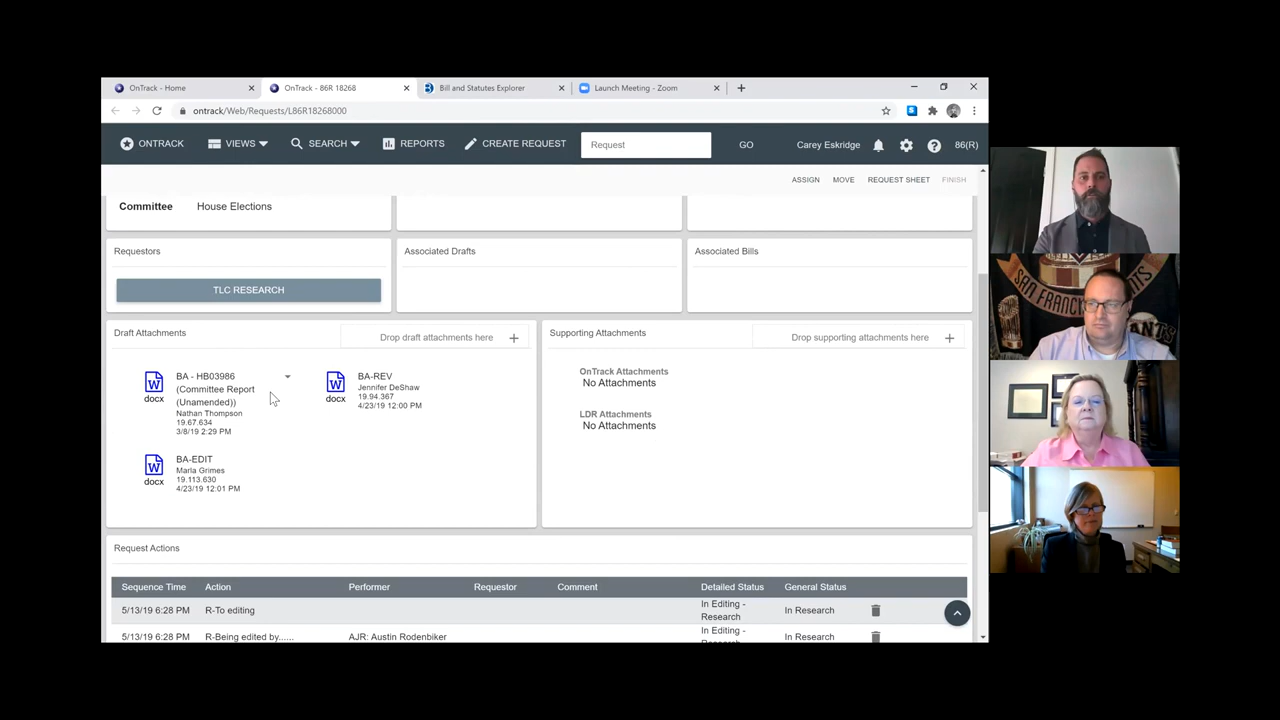 OnTrack - Home
OnTrack - 86R 18268
Bill and Statutes Explorer
Launch Meeting - Zoom
ontrack/Web/Requests/L86R18268000
ONTRACK
VIEWS
SEARCH
REPORTS
CREATE REQUEST
Request
GO
Carey Eskridge
86(R)
ASSIGN
MOVE
REQUEST SHEET
FINISH
Committee House Elections
Requestors
Associated Drafts
Associated Bills
TLC RESEARCH
Draft Attachments
Drop draft attachments here
Supporting Attachments
Drop supporting attachments here
docx
BA - HB03986
(Committee Report
(Unamended))
Nathan Thompson
19.67.634
3/8/19 2:29 PM
docx
BA-REV
Jennifer DeShaw
19.94.367
4/23/19 12:00 PM
docx
BA-EDIT
Marla Grimes
19.113.630
4/23/19 12:01 PM
OnTrack Attachments
No Attachments
LDR Attachments
No Attachments
Request Actions
Sequence Time Action Performer Requestor Comment Detailed Status General Status
5/13/19 6:28 PM R-To editing In Editing - In Research
Research
5/13/19 6:28 PM R-Being edited by...... AJR: Austin Rodenbiker In Editing - In Research
SAN FRANC
ANTS